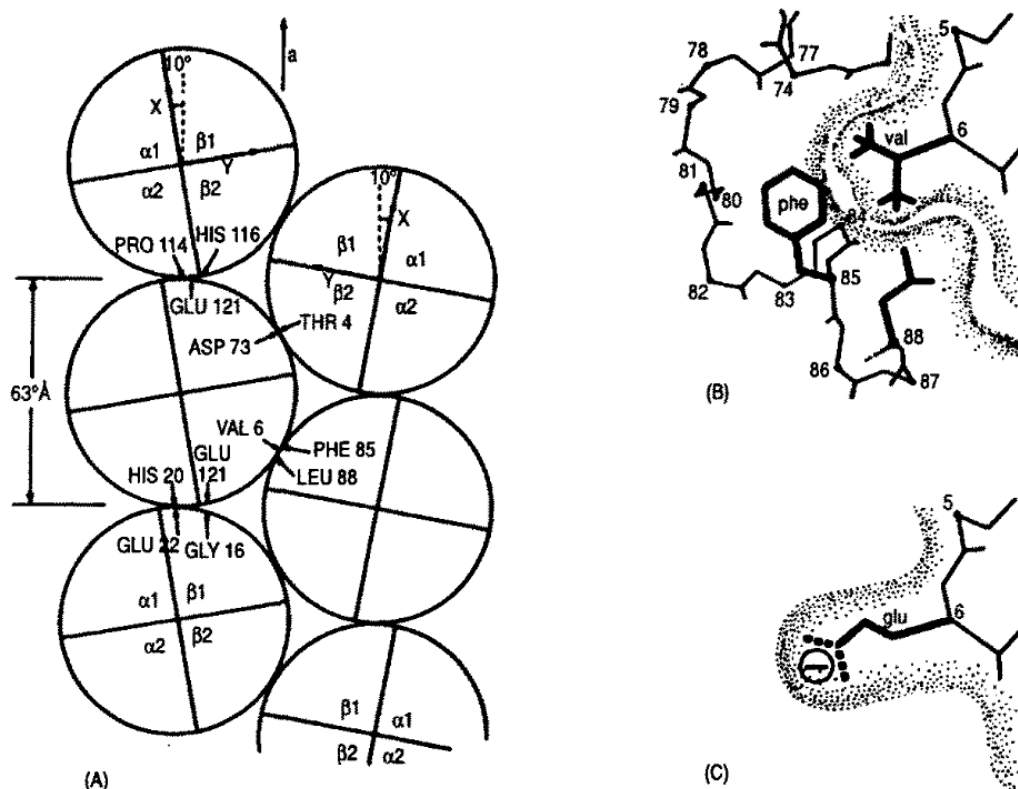 10°
a
X
α1
β1
Y
α2
β2
PRO 114
HIS 116
10°
X
β1
α1
Y
β2
α2
GLU 121
THR 4
ASP 73
63°Å
VAL 6
PHE 85
GLU
121
LEU 88
HIS 20
GLU 22
GLY 16
α1
β1
α2
β2
β1
α1
β2
α2
(A)
5
78
77
74
79
val
6
81
80
phe
84
82
83
85
88
86
87
(B)
5
glu
6
(C)